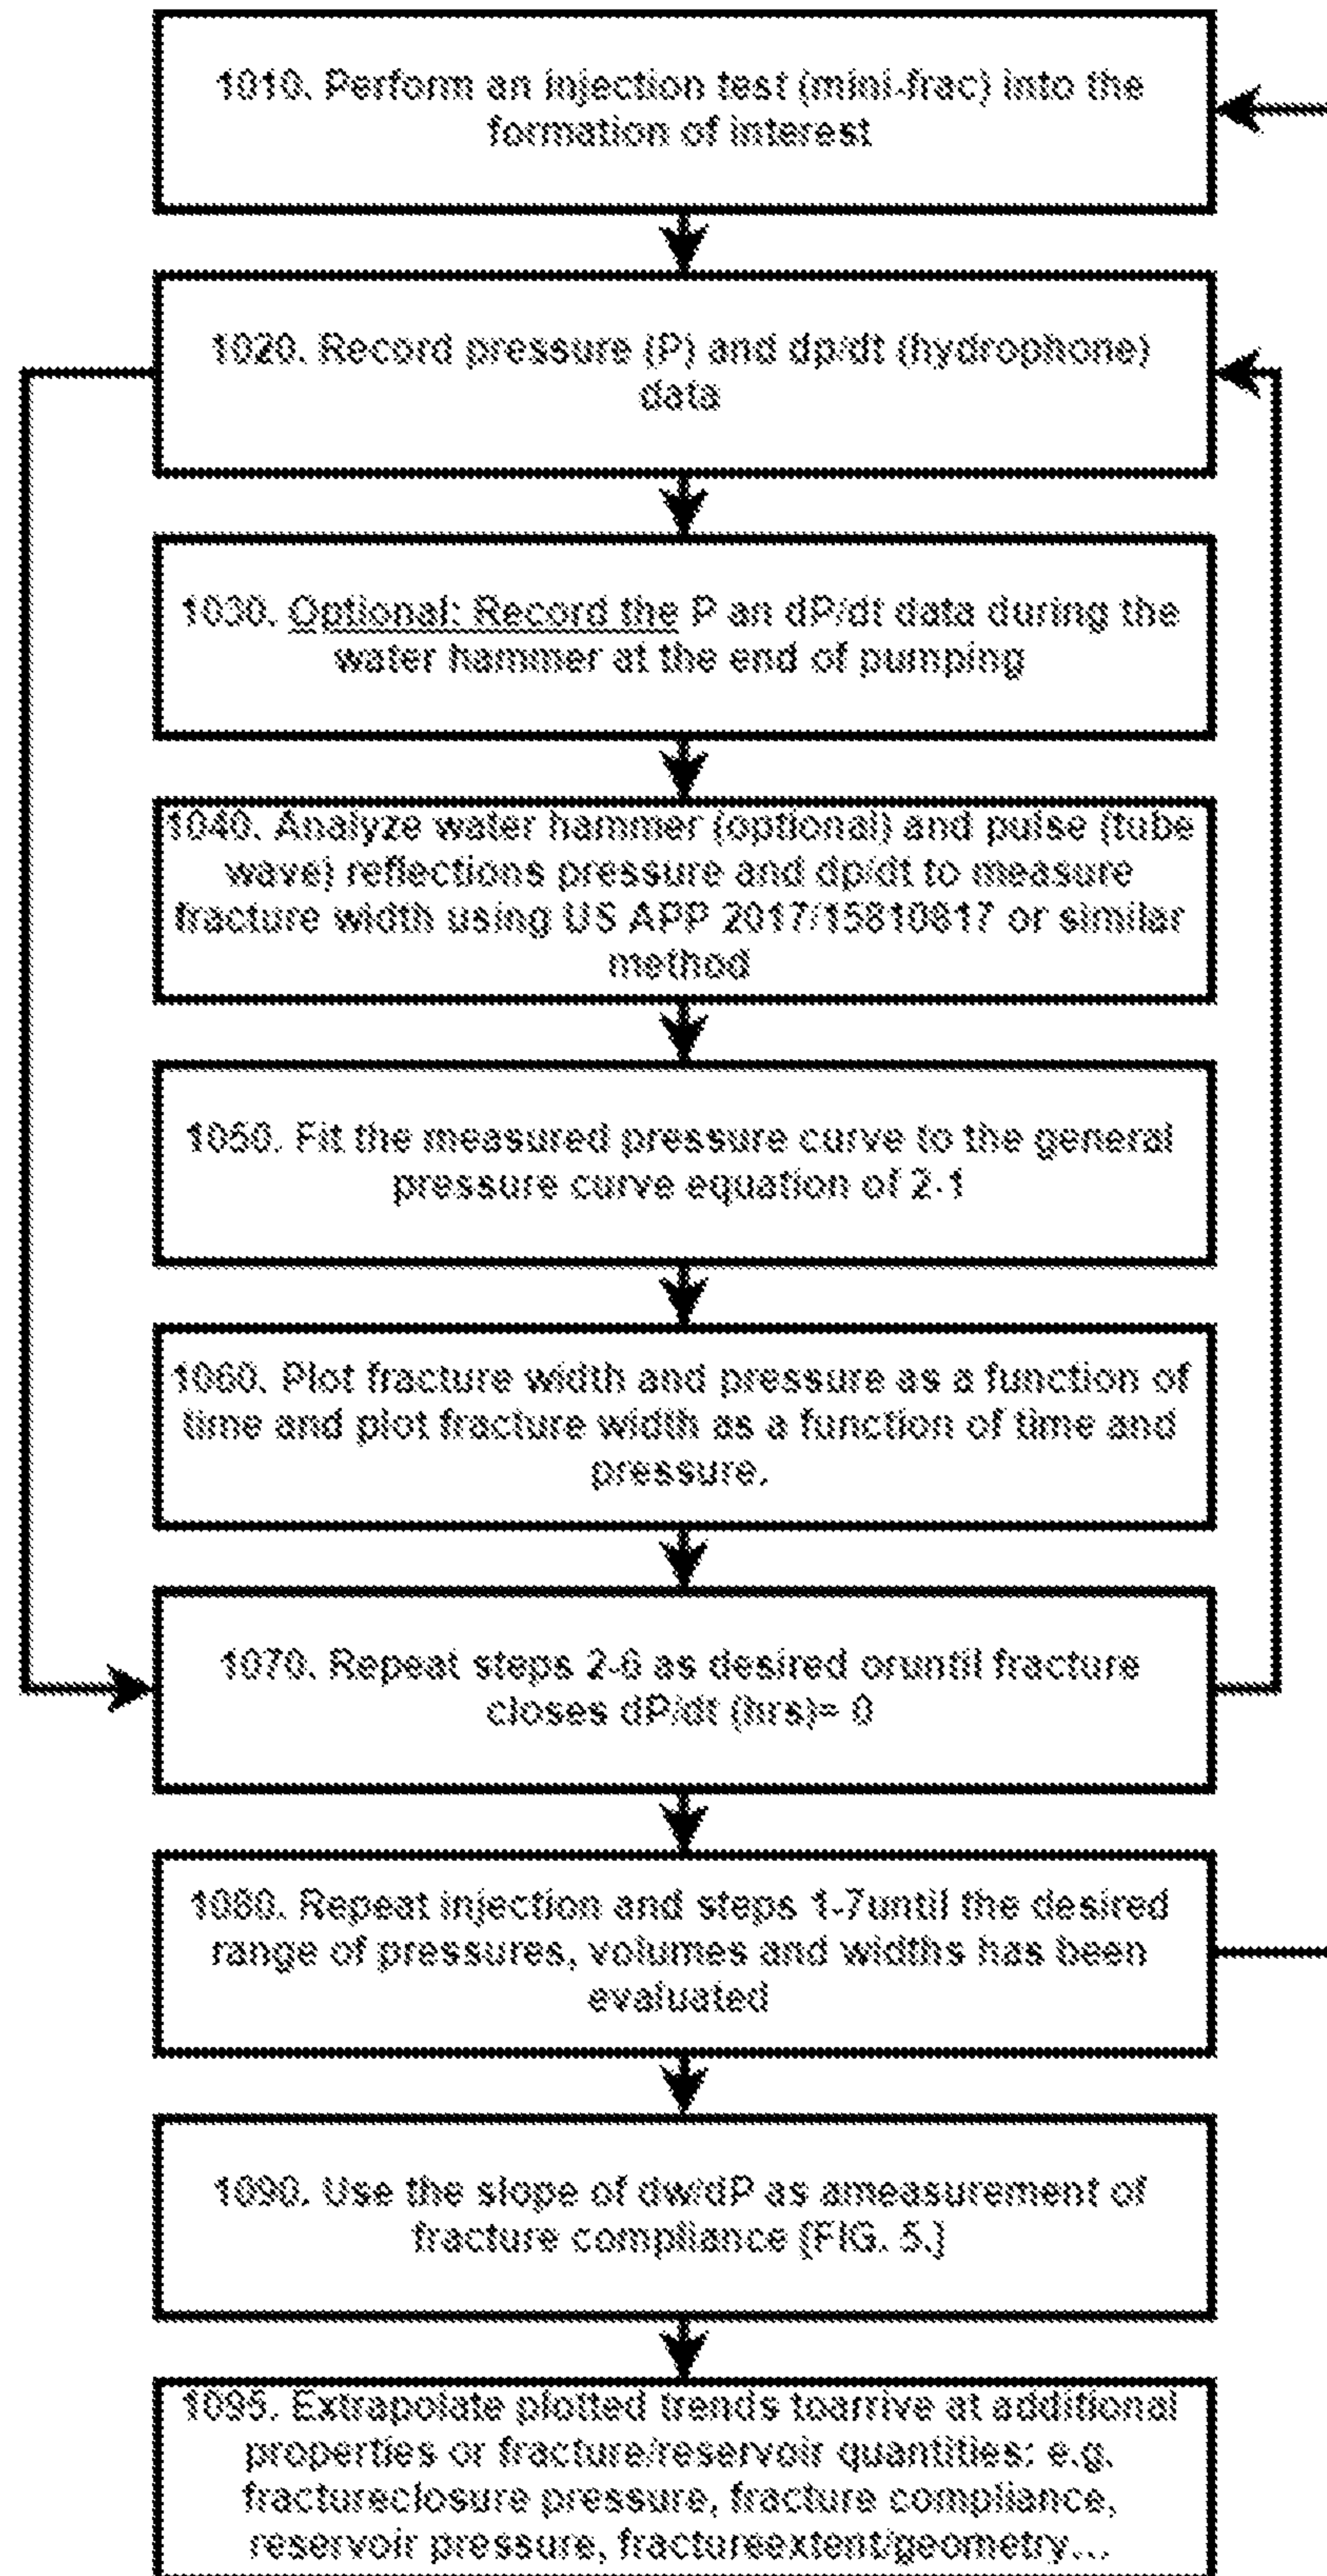 1010. Perform an injection test (mini-frac) into the
formation of interest
1020. Record pressure (P) and dp/dt (hydrophone)
data
1030. Optional: Record the P an dP/dt data during the
water hammer at the end of pumping
1040. Analyze water hammer (optional) and pulse (tube
wave) reflections pressure and dp/dt to measure
fracture width using US APP 2017/15810817 or similar
method
1050. Fit the measured pressure curve to the general
pressure curve equation of 2-1
1060. Plot fracture width and pressure as a function of
time and plot fracture width as a function of time and
pressure.
1070. Repeat steps 2-6 as desired oruntil fracture
closes dP/dt (hrs)= 0
1080. Repeat injection and steps 1-7until the desired
range of pressures, volumes and widths has been
evaluated
1090. Use the slope of dw/dP as ameasurement of
fracture compliance [FIG. 5.]
1095. Extrapolate plotted trends toarrive at additional
properties or fracture/reservoir quantities: e.g.
fractureclosure pressure, fracture compliance,
reservoir pressure, fractureextent/geometry...